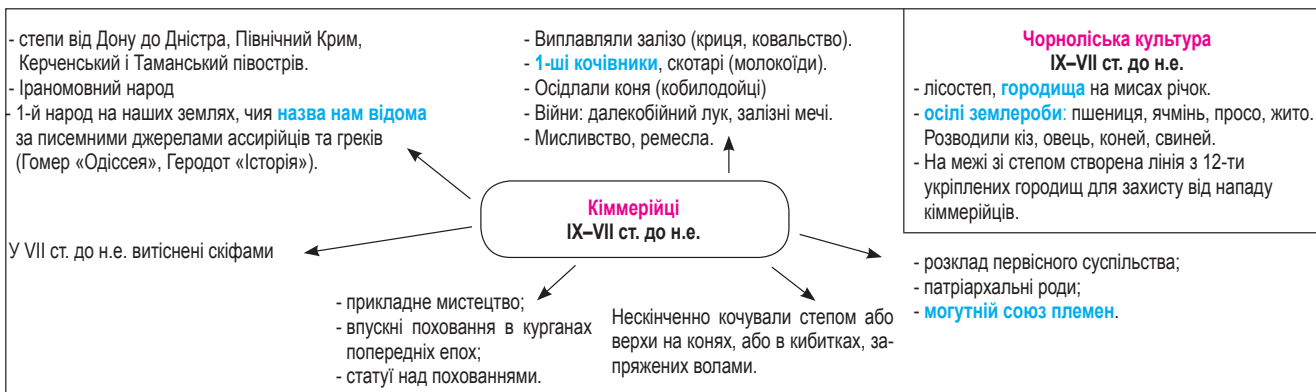 - степи від Дону до Дністра, Північний Крим,
Керченський і Таманський півострів.
- Іраномовний народ
- 1-й народ на наших землях, чия назва нам відома
за писемними джерелами ассирійців та греків
(Гомер «Одіссея», Геродот «Історія»).
- Виплавляли залізо (криця, ковальство).
- 1-ші кочівники, скотарі (молокоїди).
- Осідлали коня (кобилодойці)
- Війни: далекобійний лук, залізні мечі.
- Мисливство, ремесла.
Чорноліська культура
IX–VII ст. до н.е.
- лісостеп, городища на мисах річок.
- осілі землероби: пшениця, ячмінь, просо, жито.
Розводили кіз, овець, коней, свиней.
- На межі зі степом створена лінія з 12-ти
укріплених городищ для захисту від нападу
кіммерійців.
Кіммерійці
IX–VII ст. до н.е.
У VII ст. до н.е. витіснені скіфами
- прикладне мистецтво;
- впускні поховання в курганах
попередніх епох;
- статуї над похованнями.
Нескінченно кочували степом або
верхи на конях, або в кибитках, за-
пряжених волами.
- розклад первісного суспільства;
- патріархальні роди;
- могутній союз племен.